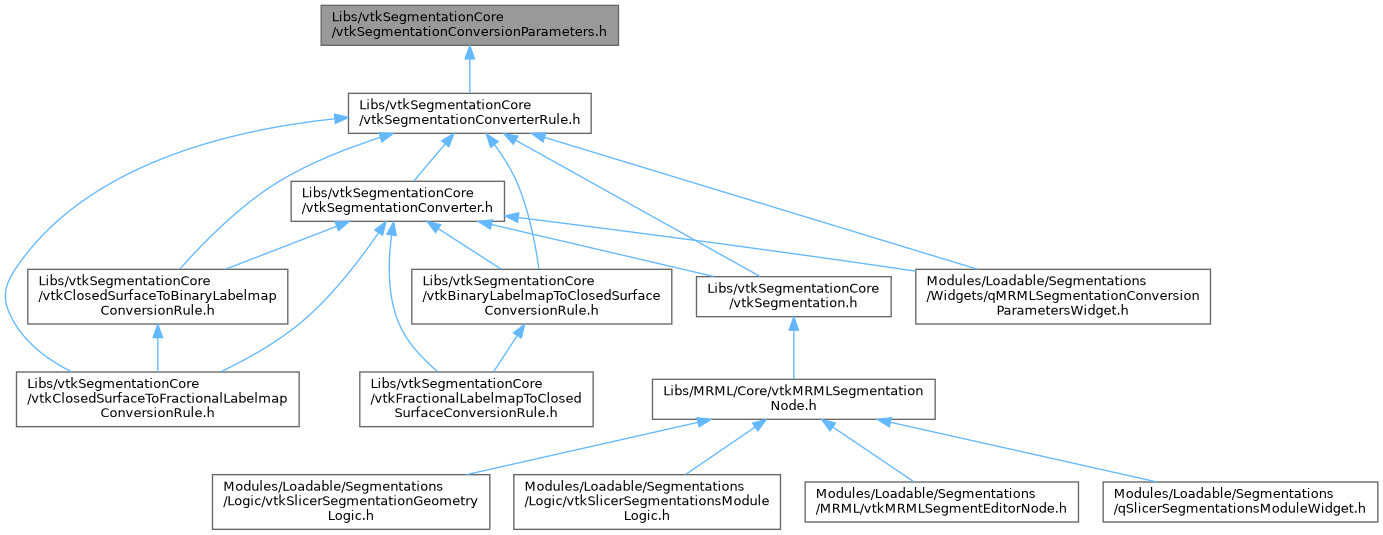 Libs/vtkSegmentationCore
/vtkSegmentationConversionParameters.h
Libs/vtkSegmentationCore
/vtkSegmentationConverterRule.h
Libs/vtkSegmentationCore
/vtkSegmentationConverter.h
Libs/vtkSegmentationCore
/vtkClosedSurfaceToBinaryLabelmap
ConversionRule.h
Libs/vtkSegmentationCore
/vtkBinaryLabelmapToClosedSurface
ConversionRule.h
Libs/vtkSegmentationCore
/vtkSegmentation.h
Modules/Loadable/Segmentations
/Widgets/qMRMLSegmentationConversion
ParametersWidget.h
Libs/vtkSegmentationCore
/vtkClosedSurfaceToFractionalLabelmap
ConversionRule.h
Libs/vtkSegmentationCore
/vtkFractionalLabelmapToClosed
SurfaceConversionRule.h
Libs/MRML/Core/vtkMRMLSegmentation
Node.h
Modules/Loadable/Segmentations
/Logic/vtkSlicerSegmentationGeometry
Logic.h
Modules/Loadable/Segmentations
/Logic/vtkSlicerSegmentationsModule
Logic.h
Modules/Loadable/Segmentations
/MRML/vtkMRMLSegmentEditorNode.h
Modules/Loadable/Segmentations
/qSlicerSegmentationsModuleWidget.h